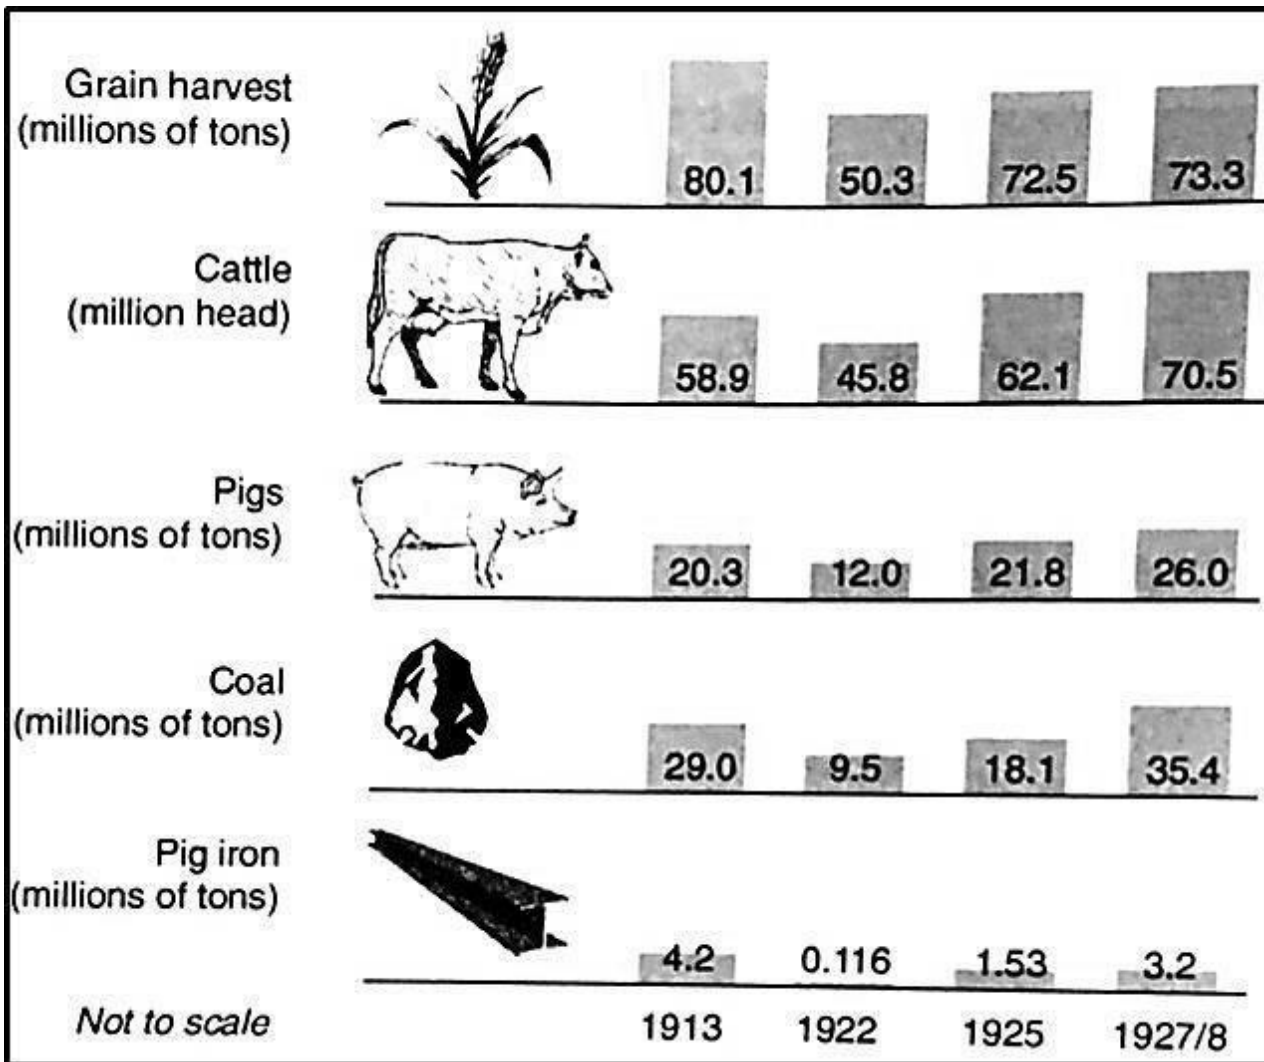 Grain harvest
(millions of tons)
80.1 50.3 72.5 73.3
Cattle
(million head)
58.9 45.8 62.1 70.5
Pigs
(millions of tons)
20.3 12.0 21.8 26.0
Coal
(millions of tons)
29.0 9.5 18.1 35.4
Pig iron
(millions of tons)
4.2 0.116 1.53 3.2
Not to scale 1913 1922 1925 1927/8